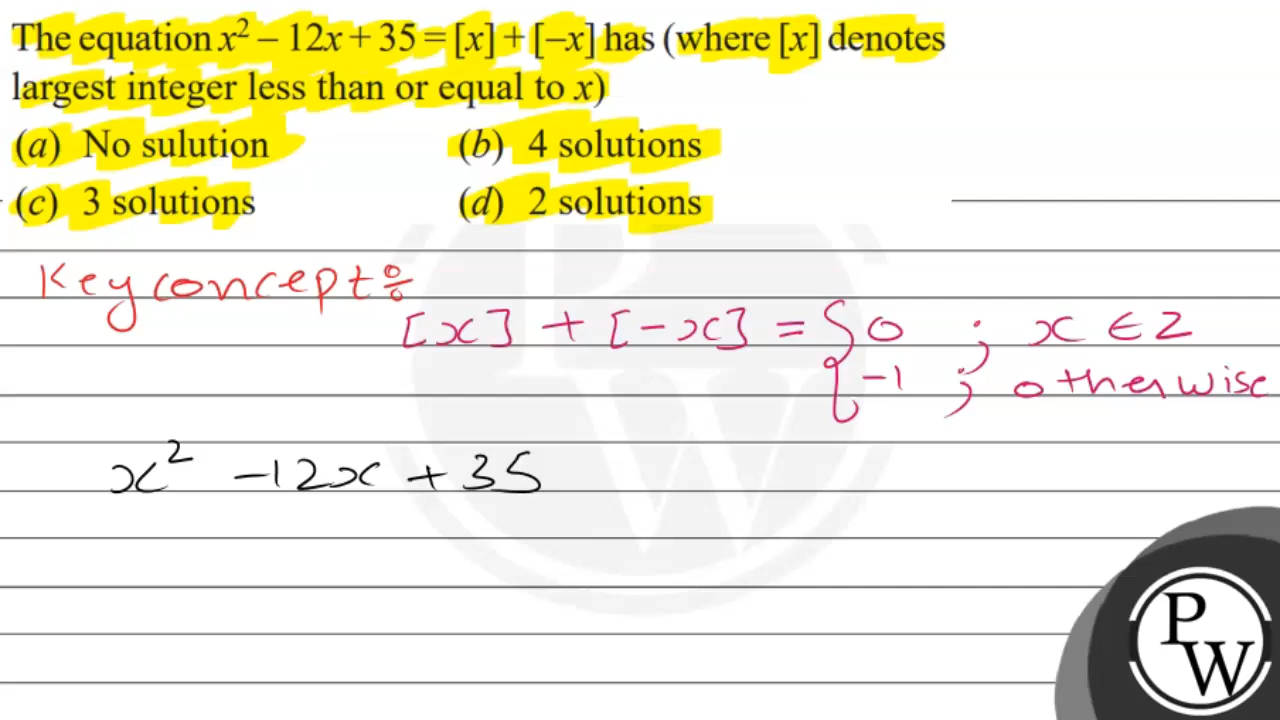 The equation x² – 12x + 35 = [x] + [–x] has (where [x] denotes
largest integer less than or equal to x)
(a) No sulution (b) 4 solutions
(c) 3 solutions (d) 2 solutions
Key concept:
[x] + [-x] = { 0 ; x ∈ Z
{ -1 ; otherwise
x² - 12x + 35
PW